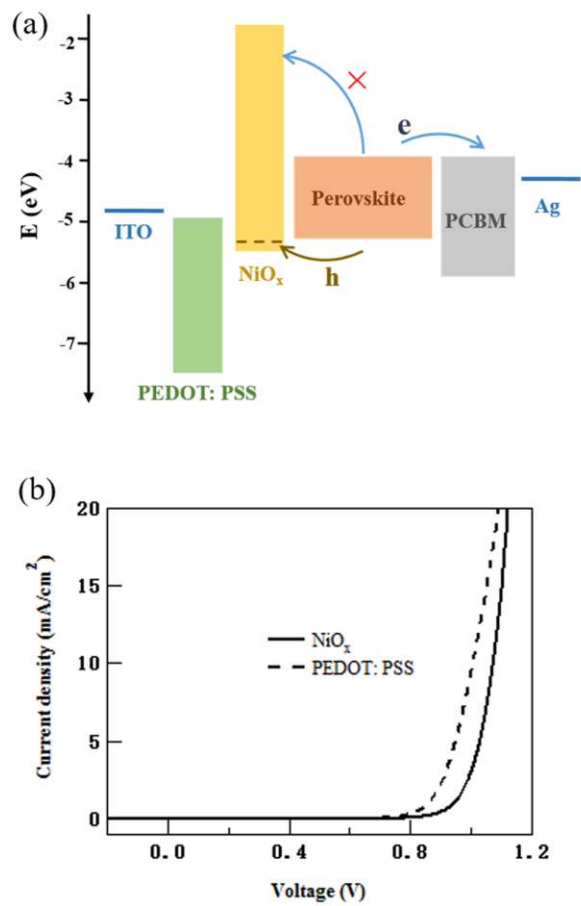 (a)
E (eV)
-2
-3
-4
-5
-6
-7
ITO
PEDOT: PSS
NiOₓ
×
e
Perovskite
h
PCBM
Ag
(b)
Current density (mA/cm²)
20
15
10
5
0
NiOₓ
PEDOT: PSS
0.0 0.4 0.8 1.2
Voltage (V)